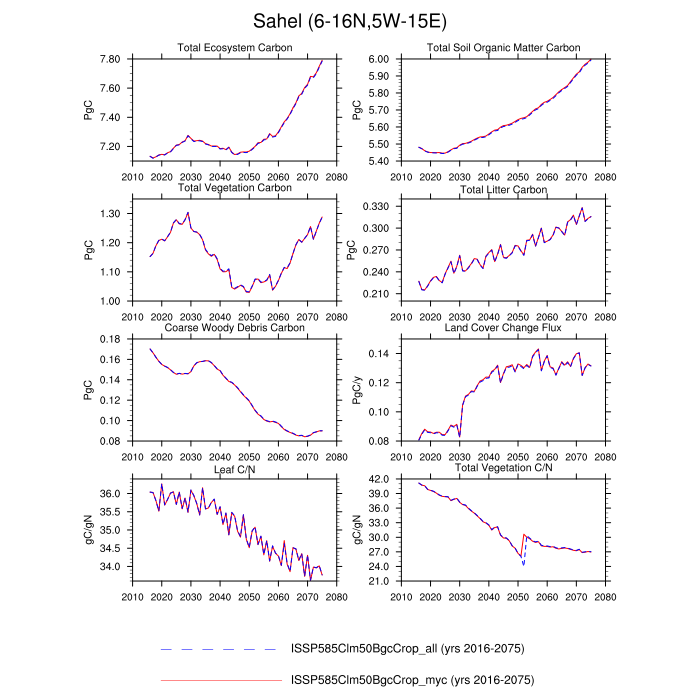 Sahel (6-16N,5W-15E)
Total Ecosystem Carbon
PgC
7.80
7.60
7.40
7.20
2010 2020 2030 2040 2050 2060 2070 2080
Total Soil Organic Matter Carbon
PgC
6.00
5.90
5.80
5.70
5.60
5.50
5.40
2010 2020 2030 2040 2050 2060 2070 2080
Total Vegetation Carbon
PgC
1.30
1.20
1.10
1.00
2010 2020 2030 2040 2050 2060 2070 2080
Total Litter Carbon
PgC
0.330
0.300
0.270
0.240
0.210
2010 2020 2030 2040 2050 2060 2070 2080
Coarse Woody Debris Carbon
PgC
0.18
0.16
0.14
0.12
0.10
0.08
2010 2020 2030 2040 2050 2060 2070 2080
Land Cover Change Flux
PgC/y
0.14
0.12
0.10
0.08
2010 2020 2030 2040 2050 2060 2070 2080
Leaf C/N
gC/gN
36.0
35.5
35.0
34.5
34.0
2010 2020 2030 2040 2050 2060 2070 2080
Total Vegetation C/N
gC/gN
42.0
39.0
36.0
33.0
30.0
27.0
24.0
21.0
2010 2020 2030 2040 2050 2060 2070 2080
ISSP585Clm50BgcCrop_all (yrs 2016-2075)
ISSP585Clm50BgcCrop_myc (yrs 2016-2075)